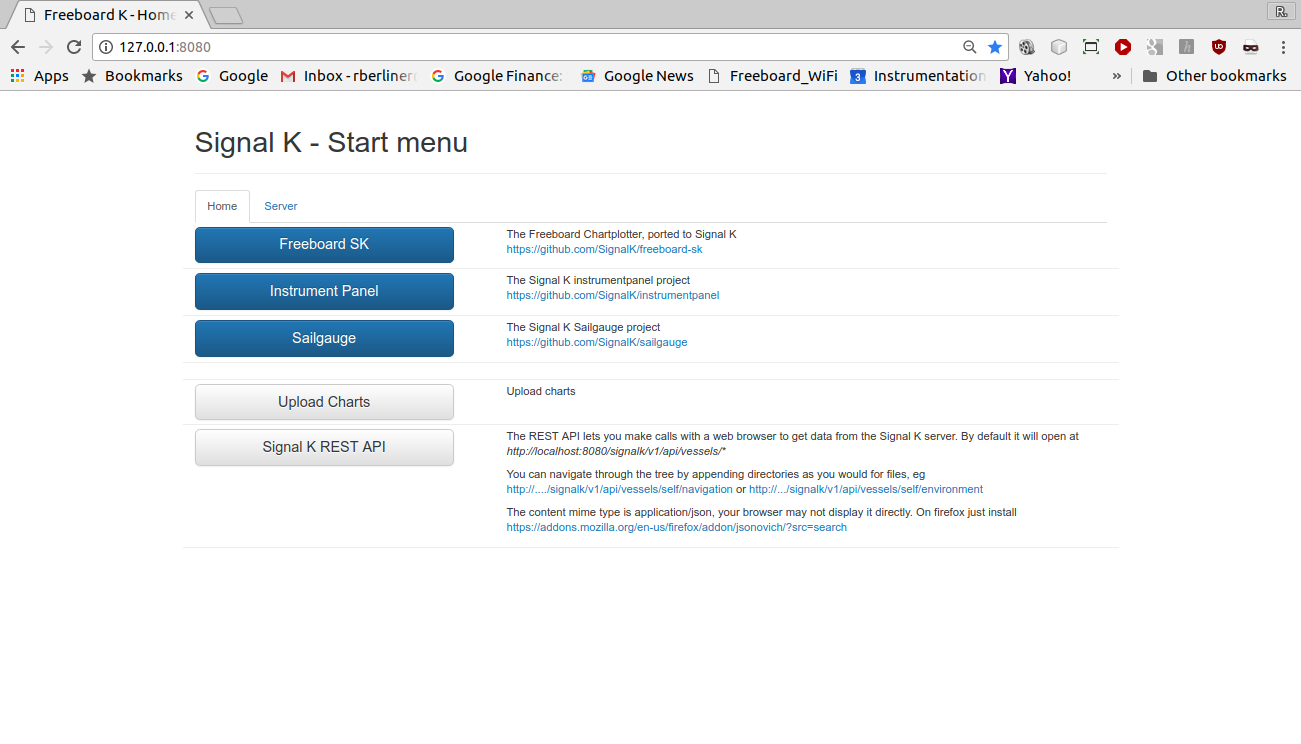 Freeboard K - Home
R.
127.0.0.1:8080
Apps Bookmarks Google Inbox - rberliner Google Finance: Google News Freeboard_WiFi 3 Instrumentation Yahoo! » Other bookmarks
Signal K - Start menu
Home Server
Freeboard SK
The Freeboard Chartplotter, ported to Signal K
https://github.com/SignalK/freeboard-sk
Instrument Panel
The Signal K instrumentpanel project
https://github.com/SignalK/instrumentpanel
Sailgauge
The Signal K Sailgauge project
https://github.com/SignalK/sailgauge
Upload Charts
Upload charts
Signal K REST API
The REST API lets you make calls with a web browser to get data from the Signal K server. By default it will open at
http://localhost:8080/signalk/v1/api/vessels/*
You can navigate through the tree by appending directories as you would for files, eg
http://..../signalk/v1/api/vessels/self/navigation or http://.../signalk/v1/api/vessels/self/environment
The content mime type is application/json, your browser may not display it directly. On firefox just install
https://addons.mozilla.org/en-us/firefox/addon/jsonovich/?src=search